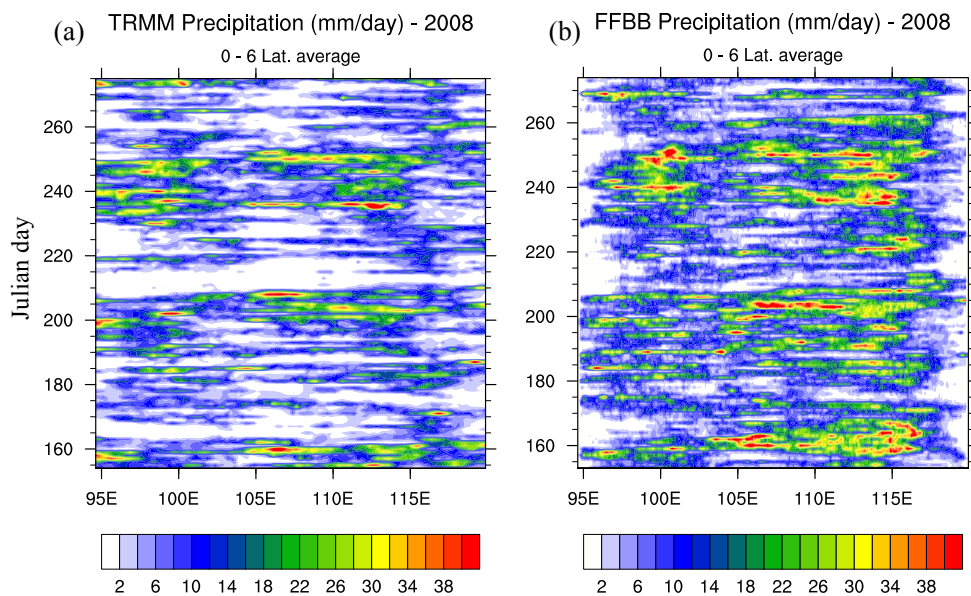 (a) TRMM Precipitation (mm/day) - 2008
0 - 6 Lat. average
Julian day
260
240
220
200
180
160
95E 100E 105E 110E 115E
2 6 10 14 18 22 26 30 34 38
(b) FFBB Precipitation (mm/day) - 2008
0 - 6 Lat. average
260
240
220
200
180
160
95E 100E 105E 110E 115E
2 6 10 14 18 22 26 30 34 38